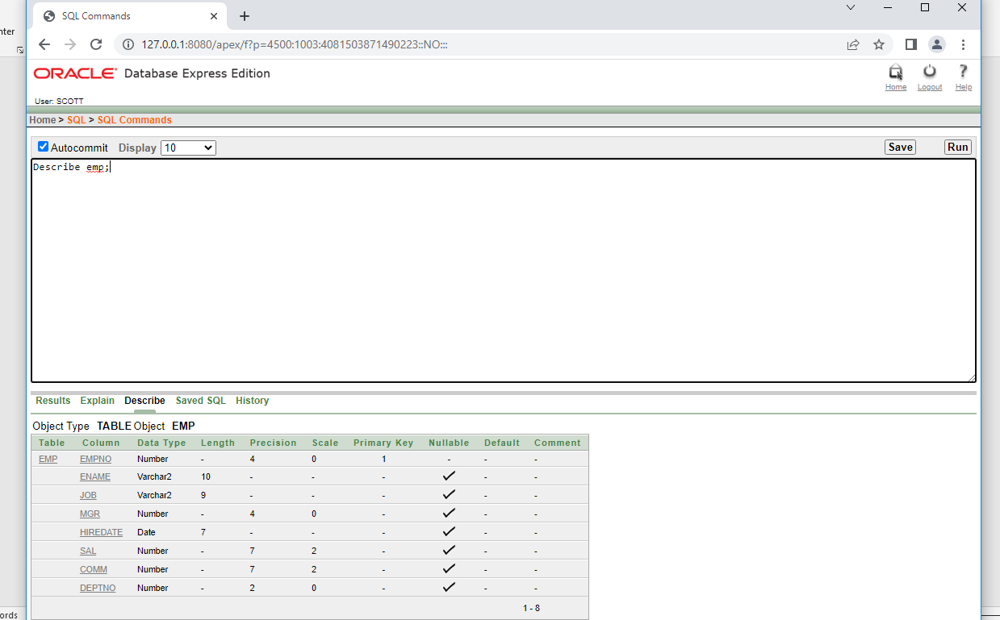 SQL Commands
nter
127.0.0.1:8080/apex/f?p=4500:1003:4081503871490223::NO:::
ORACLE® Database Express Edition
Home Logout Help
User: SCOTT
Home > SQL > SQL Commands
Autocommit Display 10 Save Run
Describe emp;
Results Explain Describe Saved SQL History
Object Type TABLE Object EMP
Table Column Data Type Length Precision Scale Primary Key Nullable Default Comment
EMP EMPNO Number - 4 0 1 - - -
ENAME Varchar2 10 - - - ✓ - -
JOB Varchar2 9 - - - ✓ - -
MGR Number - 4 0 - ✓ - -
HIREDATE Date 7 - - - ✓ - -
SAL Number - 7 2 - ✓ - -
COMM Number - 7 2 - ✓ - -
DEPTNO Number - 2 0 - ✓ - -
1 - 8
ords